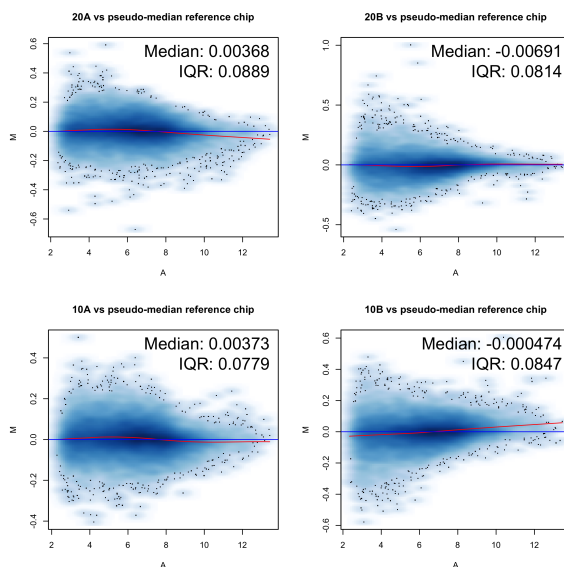 20A vs pseudo-median reference chip
20B vs pseudo-median reference chip
Median: 0.00368
IQR: 0.0889
Median: -0.00691
IQR: 0.0814
M
0.6
0.4
0.2
0.0
-0.2
-0.4
-0.6
2 4 6 8 10 12
A
M
1.0
0.5
0.0
-0.5
2 4 6 8 10 12
A
10A vs pseudo-median reference chip
10B vs pseudo-median reference chip
Median: 0.00373
IQR: 0.0779
Median: -0.000474
IQR: 0.0847
M
0.4
0.2
0.0
-0.2
-0.4
2 4 6 8 10 12
A
M
0.6
0.4
0.2
0.0
-0.2
-0.4
-0.6
2 4 6 8 10 12
A